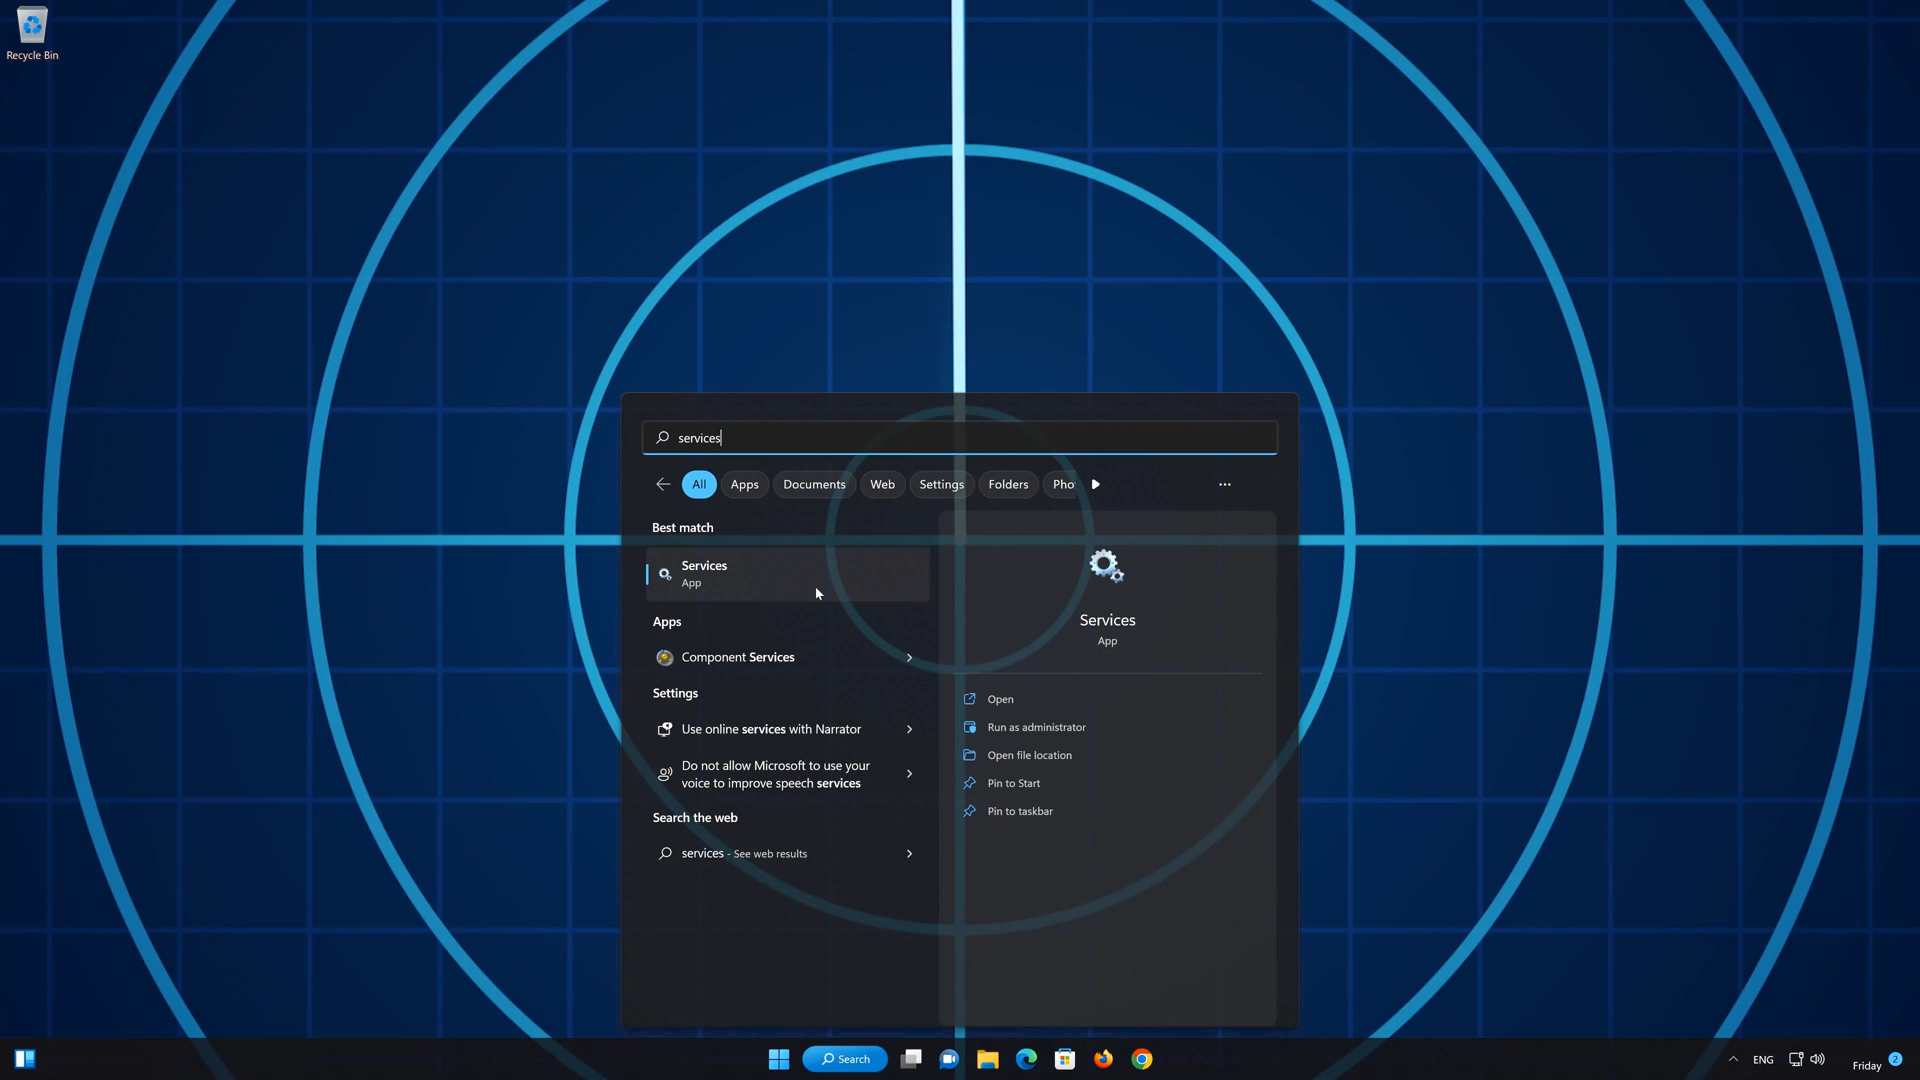 Recycle Bin
services
All
Apps
Documents
Web
Settings
Folders
Pho
Best match
Services
App
Apps
Component Services
Settings
Use online services with Narrator
Do not allow Microsoft to use your
voice to improve speech services
Search the web
services - See web results
Services
App
Open
Run as administrator
Open file location
Pin to Start
Pin to taskbar
Search
ENG
Friday
2